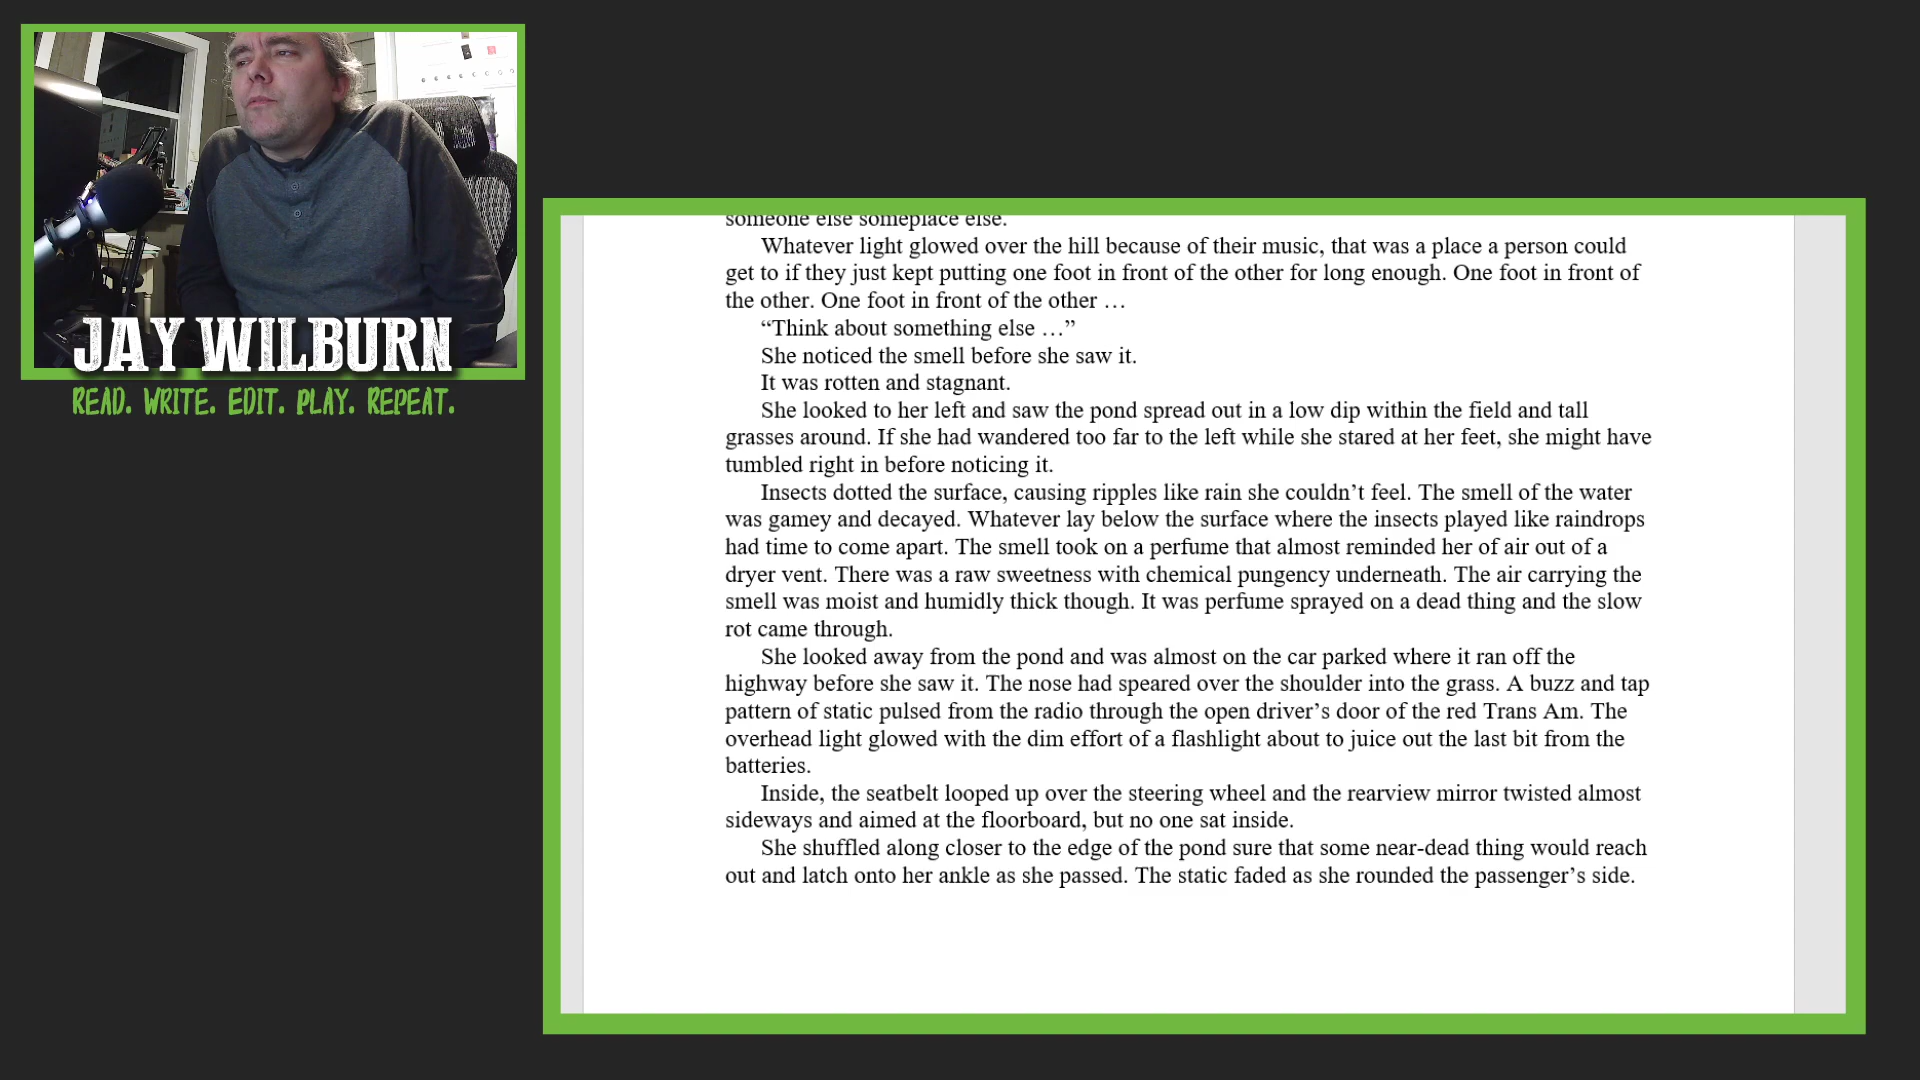 JAY WILBURN
READ. WRITE. EDIT. PLAY. REPEAT.
someone else someplace else.
Whatever light glowed over the hill because of their music, that was a place a person could
get to if they just kept putting one foot in front of the other for long enough. One foot in front of
the other. One foot in front of the other …
“Think about something else …”
She noticed the smell before she saw it.
It was rotten and stagnant.
She looked to her left and saw the pond spread out in a low dip within the field and tall
grasses around. If she had wandered too far to the left while she stared at her feet, she might have
tumbled right in before noticing it.
Insects dotted the surface, causing ripples like rain she couldn’t feel. The smell of the water
was gamey and decayed. Whatever lay below the surface where the insects played like raindrops
had time to come apart. The smell took on a perfume that almost reminded her of air out of a
dryer vent. There was a raw sweetness with chemical pungency underneath. The air carrying the
smell was moist and humidly thick though. It was perfume sprayed on a dead thing and the slow
rot came through.
She looked away from the pond and was almost on the car parked where it ran off the
highway before she saw it. The nose had speared over the shoulder into the grass. A buzz and tap
pattern of static pulsed from the radio through the open driver’s door of the red Trans Am. The
overhead light glowed with the dim effort of a flashlight about to juice out the last bit from the
batteries.
Inside, the seatbelt looped up over the steering wheel and the rearview mirror twisted almost
sideways and aimed at the floorboard, but no one sat inside.
She shuffled along closer to the edge of the pond sure that some near-dead thing would reach
out and latch onto her ankle as she passed. The static faded as she rounded the passenger’s side.